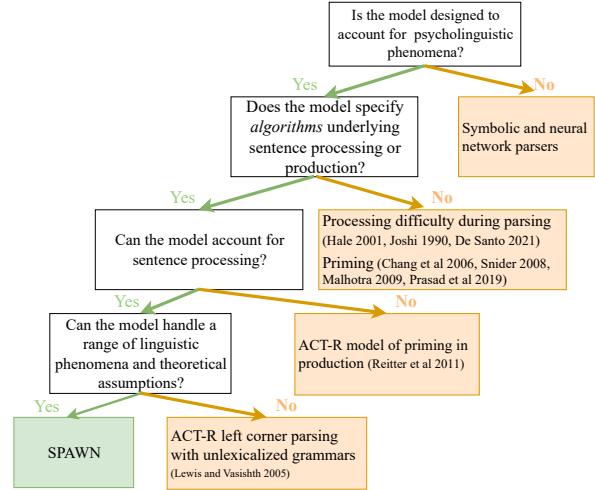 Is the model designed to
account for psycholinguistic
phenomena?
Yes
No
Does the model specify
algorithms underlying
sentence processing or
production?
Symbolic and neural
network parsers
Yes
No
Can the model account for
sentence processing?
Processing difficulty during parsing
(Hale 2001, Joshi 1990, De Santo 2021)
Priming (Chang et al 2006, Snider 2008,
Malhotra 2009, Prasad et al 2019)
Yes
No
Can the model handle a
range of linguistic
phenomena and theoretical
assumptions?
ACT-R model of priming in
production (Reitter et al 2011)
Yes
No
SPAWN
ACT-R left corner parsing
with unlexicalized grammars
(Lewis and Vasishth 2005)